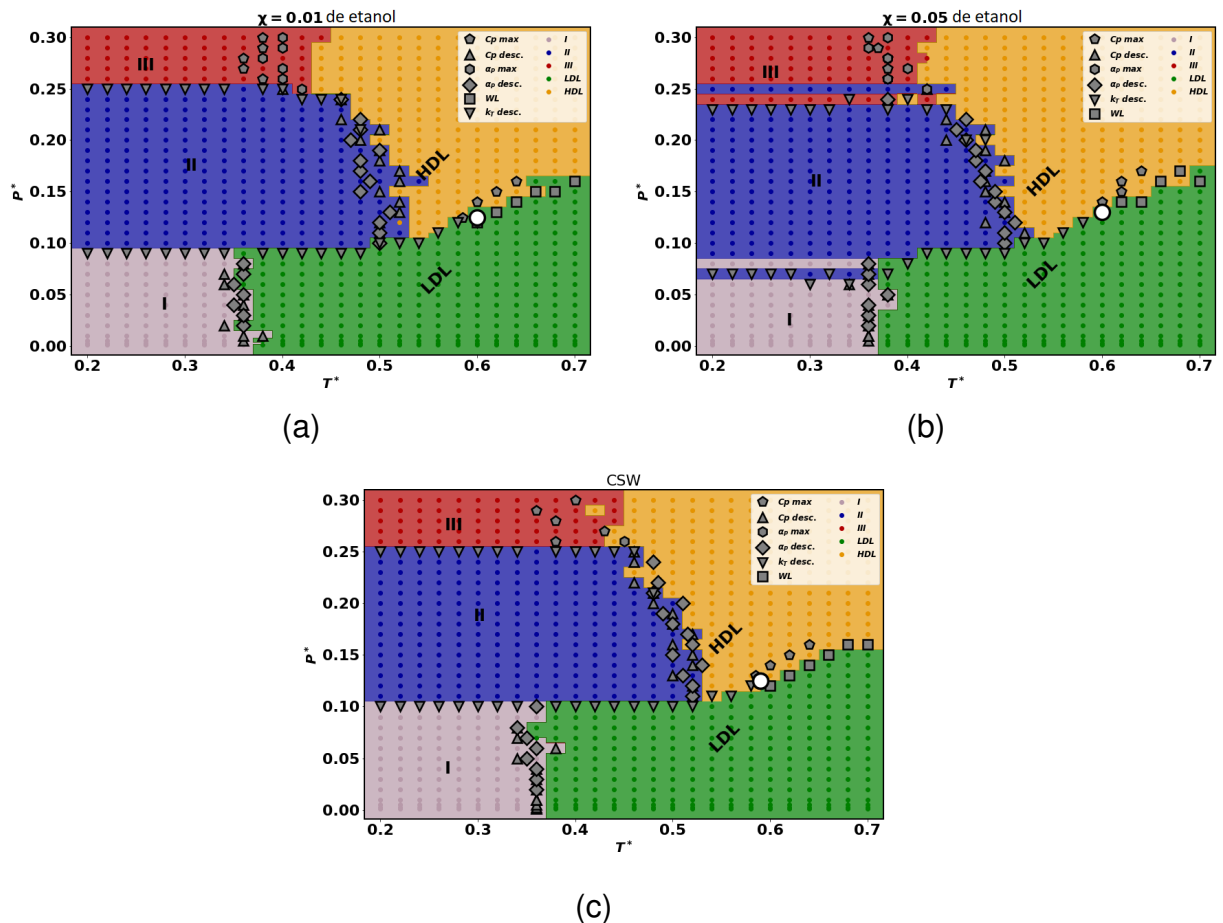 χ = 0.01 de etanol
P*
0.30
0.25
0.20
0.15
0.10
0.05
0.00
0.2 0.3 0.4 0.5 0.6 0.7
T*
III
II
I
HDL
LDL
Cp max
Cp desc.
αP max
αP desc.
WL
kT desc.
I
II
III
LDL
HDL
(a)
χ = 0.05 de etanol
P*
0.30
0.25
0.20
0.15
0.10
0.05
0.00
0.2 0.3 0.4 0.5 0.6 0.7
T*
III
II
I
HDL
LDL
Cp max
Cp desc.
αP max
αP desc.
kT desc.
WL
I
II
III
LDL
HDL
(b)
CSW
P*
0.30
0.25
0.20
0.15
0.10
0.05
0.00
0.2 0.3 0.4 0.5 0.6 0.7
T*
III
II
I
HDL
LDL
Cp max
Cp desc.
αP max
αP desc.
kT desc.
WL
I
II
III
LDL
HDL
(c)